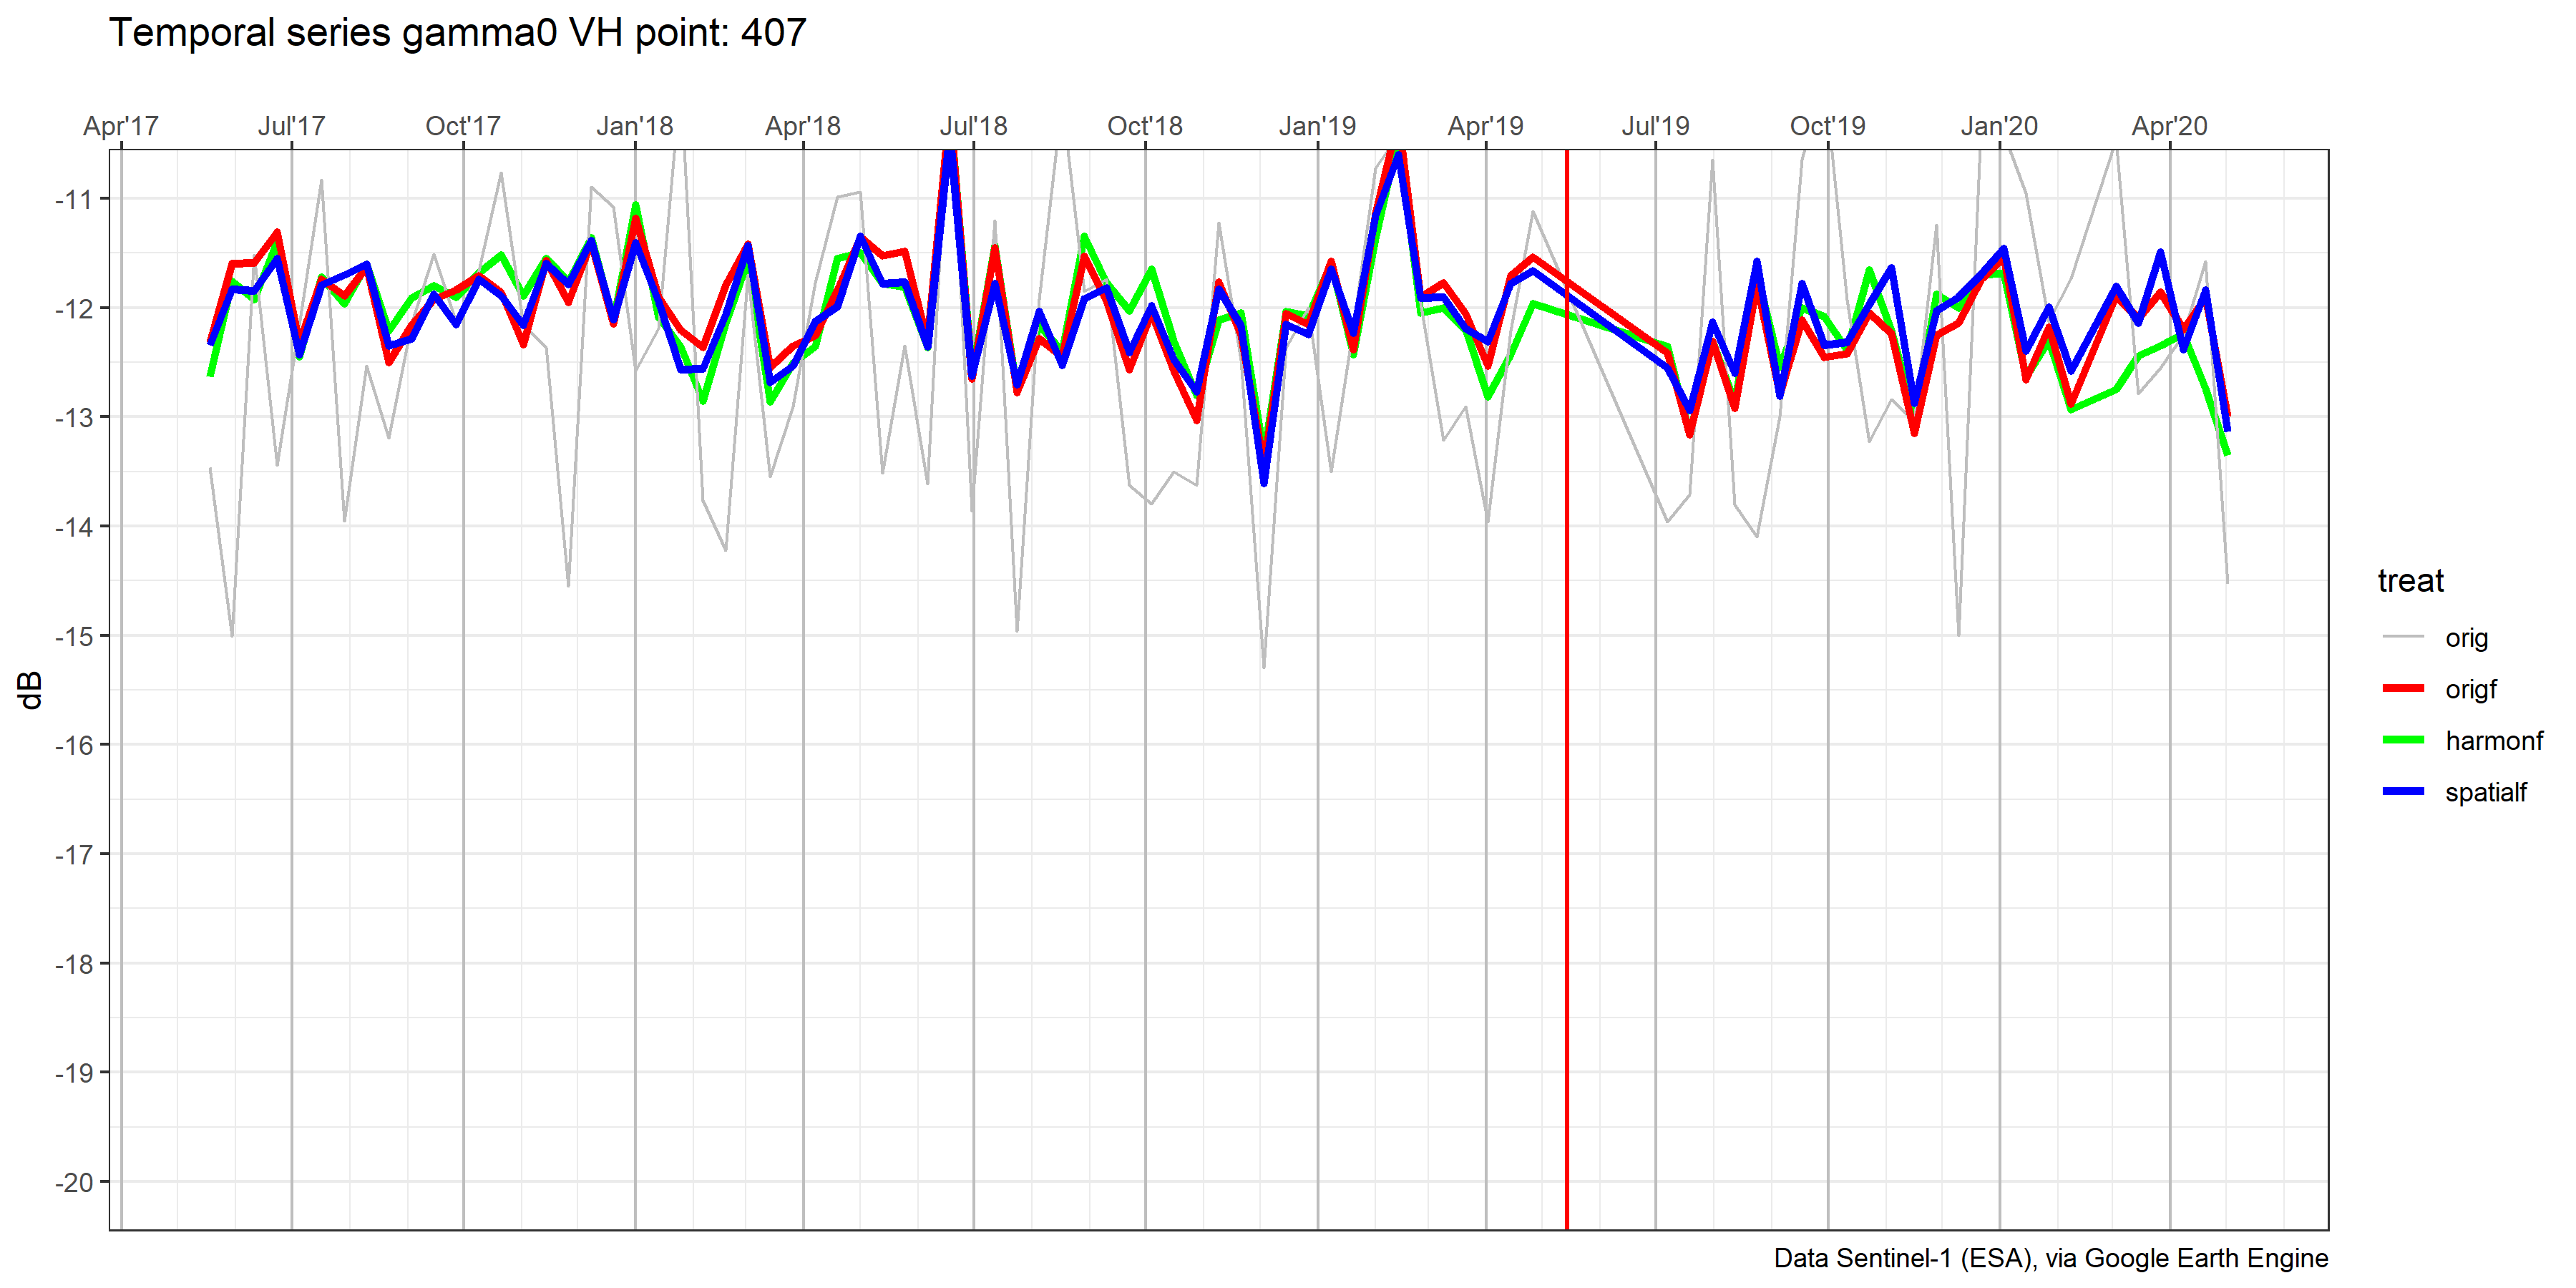 Temporal series gamma0 VH point: 407
Apr'17 Jul'17 Oct'17 Jan'18 Apr'18 Jul'18 Oct'18 Jan'19 Apr'19 Jul'19 Oct'19 Jan'20 Apr'20
-11
-12
-13
-14
-15
-16
-17
-18
-19
-20
dB
treat
orig
origf
harmonf
spatialf
Data Sentinel-1 (ESA), via Google Earth Engine